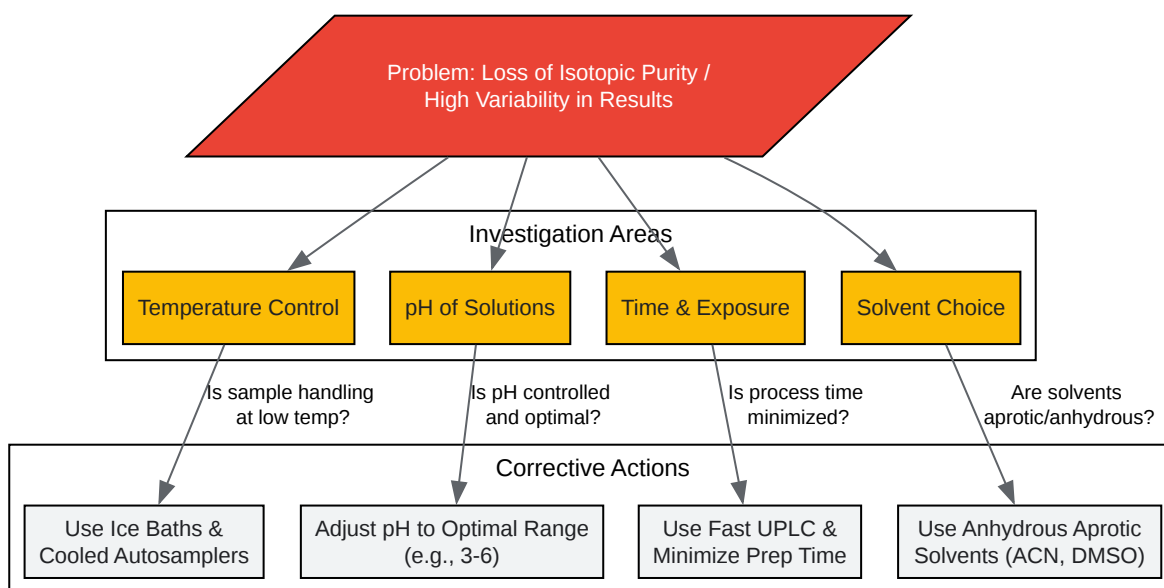 Problem: Loss of Isotopic Purity /
High Variability in Results
Investigation Areas
Temperature Control
pH of Solutions
Time & Exposure
Solvent Choice
Is sample handling
at low temp?
Is pH controlled
and optimal?
Is process time
minimized?
Are solvents
aprotic/anhydrous?
Corrective Actions
Use Ice Baths &
Cooled Autosamplers
Adjust pH to Optimal Range
(e.g., 3-6)
Use Fast UPLC &
Minimize Prep Time
Use Anhydrous Aprotic
Solvents (ACN, DMSO)